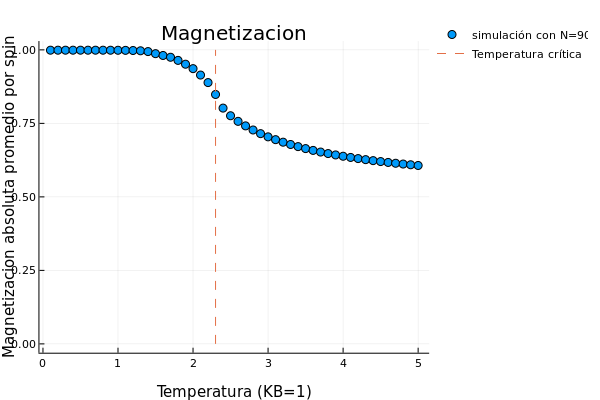 Magnetizacion
simulación con N=90
Temperatura crítica
Magnetizacion absoluta promedio por spin
1.00
0.75
0.50
0.25
0.00
0 1 2 3 4 5
Temperatura (KB=1)